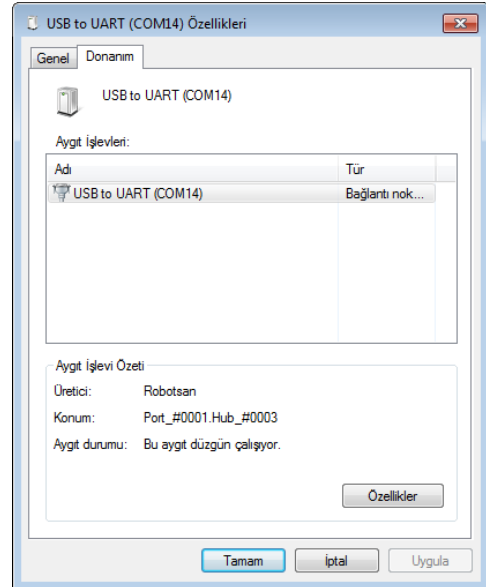 USB to UART (COM14) Özellikleri
Genel Donanım
USB to UART (COM14)
Aygıt İşlevleri:
Adı Tür
USB to UART (COM14) Bağlantı nok...
Aygıt İşlevi Özeti
Üretici: Robotsan
Konum: Port_#0001.Hub_#0003
Aygıt durumu: Bu aygıt düzgün çalışıyor.
Özellikler
Tamam İptal Uygula